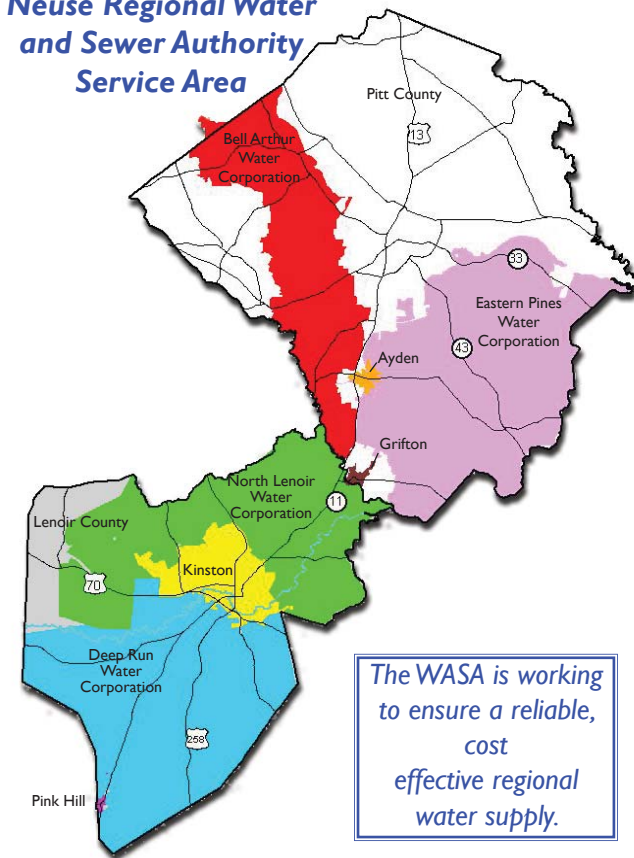 Neuse Regional Water
and Sewer Authority
Service Area
Pitt County
13
Bell Arthur
Water
Corporation
33
Eastern Pines
Water
Corporation
43
Ayden
Grifton
North Lenoir
Water
Corporation
11
Lenoir County
Kinston
70
Deep Run
Water
Corporation
258
Pink Hill
The WASA is working
to ensure a reliable,
cost
effective regional
water supply.